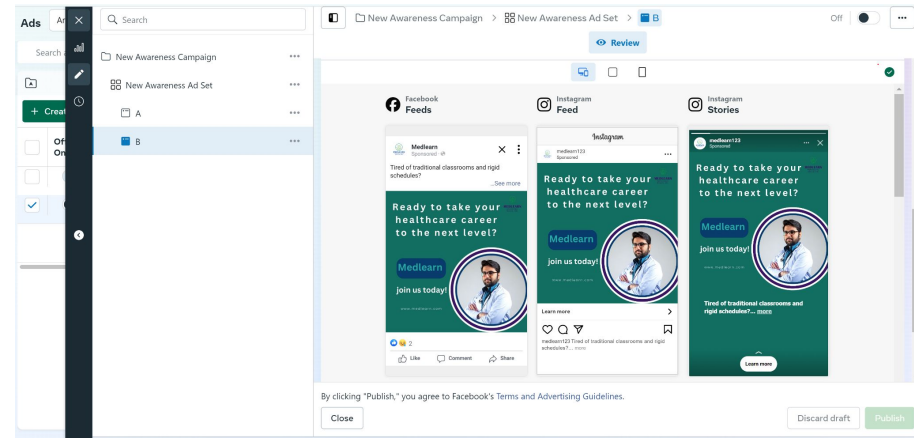 Ads
Search
New Awareness Campaign > New Awareness Ad Set > B
Off
Review
Search
New Awareness Campaign
New Awareness Ad Set
A
B
+ Creat
Facebook
Feeds
Medlearn
Sponsored
Tired of traditional classrooms and rigid
schedules?
...See more
Ready to take your
healthcare career
to the next level?
Medlearn
join us today!
2
Like
Comment
Share
Instagram
Feed
Instagram
medlearn123
Sponsored
Ready to take your
healthcare career
to the next level?
Medlearn
join us today!
Learn more
medlearn123 Tired of traditional classrooms and rigid
schedules?... more
Instagram
Stories
medlearn123
Sponsored
Ready to take your
healthcare career
to the next level?
Medlearn
join us today!
Tired of traditional classrooms and
rigid schedules?... more
Learn more
By clicking "Publish," you agree to Facebook's Terms and Advertising Guidelines.
Close
Discard draft
Publish